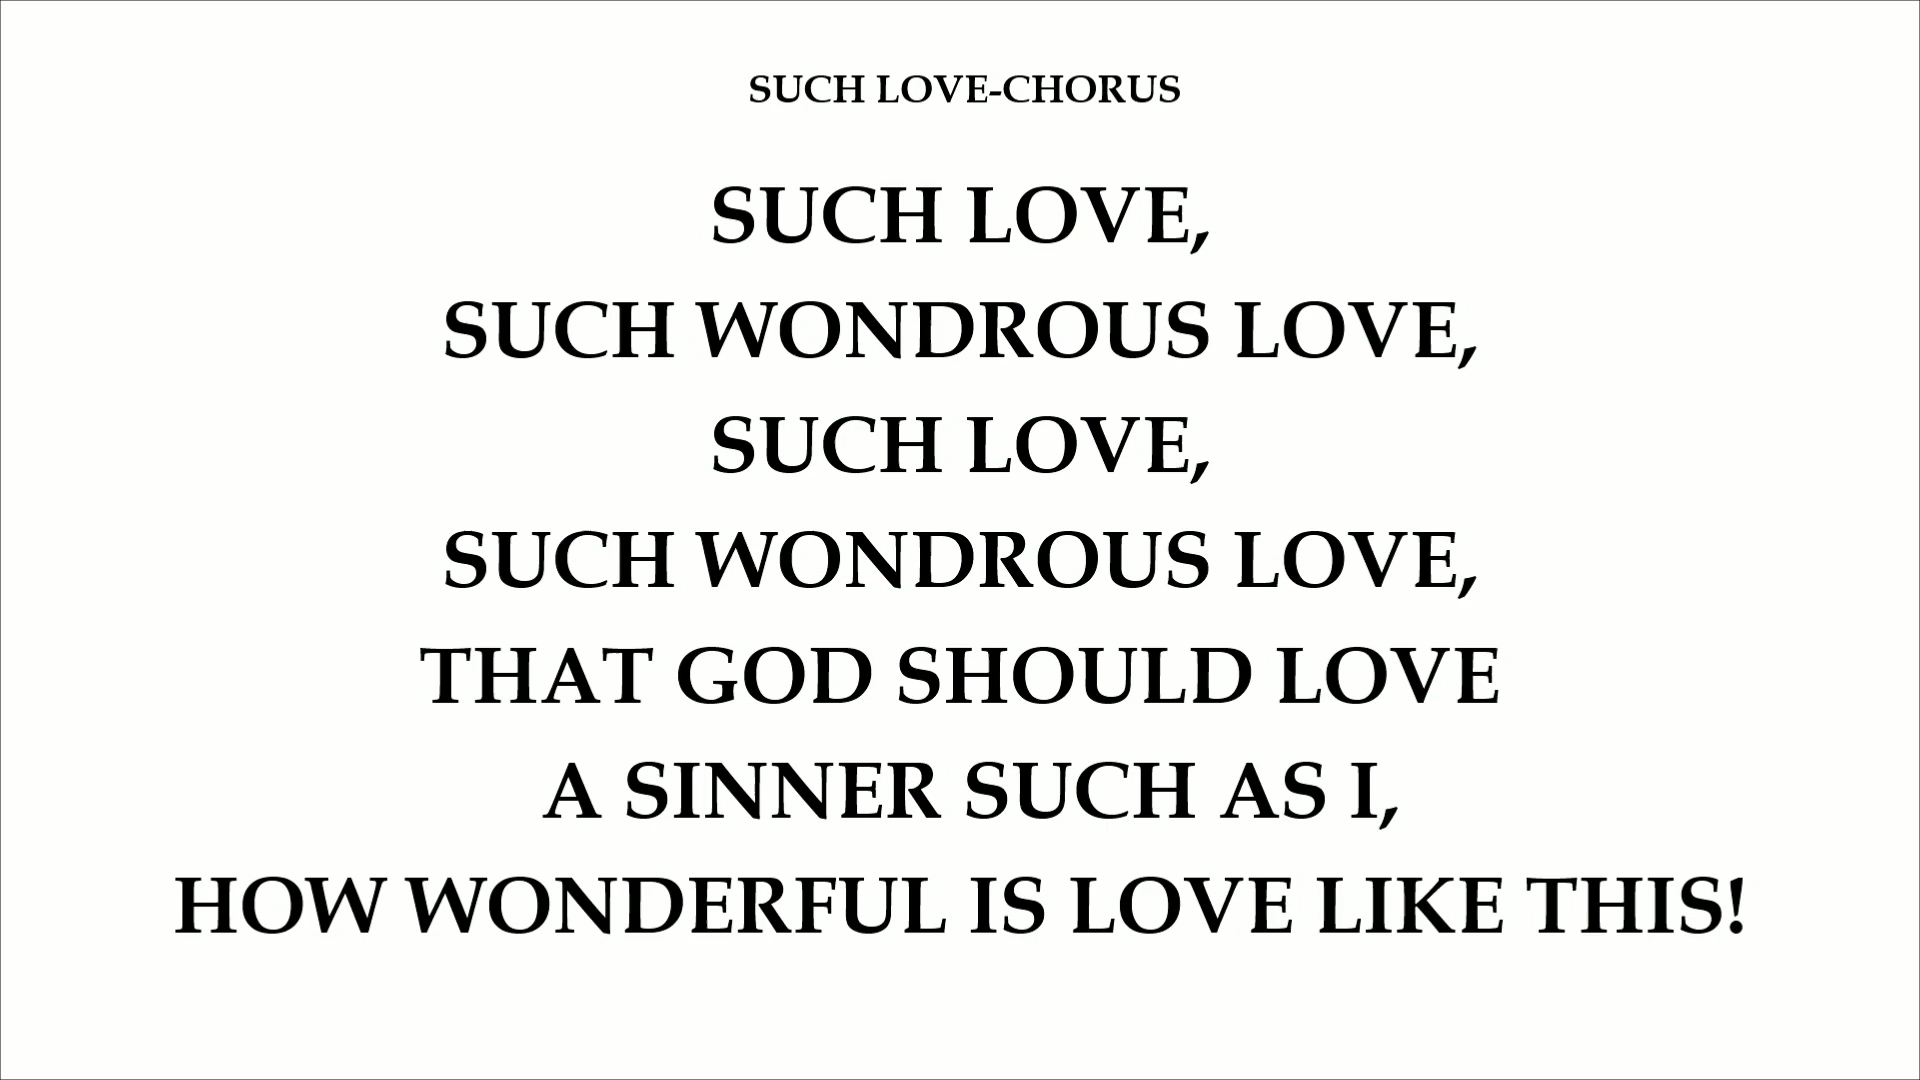 SUCH LOVE-CHORUS
SUCH LOVE,
SUCH WONDROUS LOVE,
SUCH LOVE,
SUCH WONDROUS LOVE,
THAT GOD SHOULD LOVE
A SINNER SUCH AS I,
HOW WONDERFUL IS LOVE LIKE THIS!